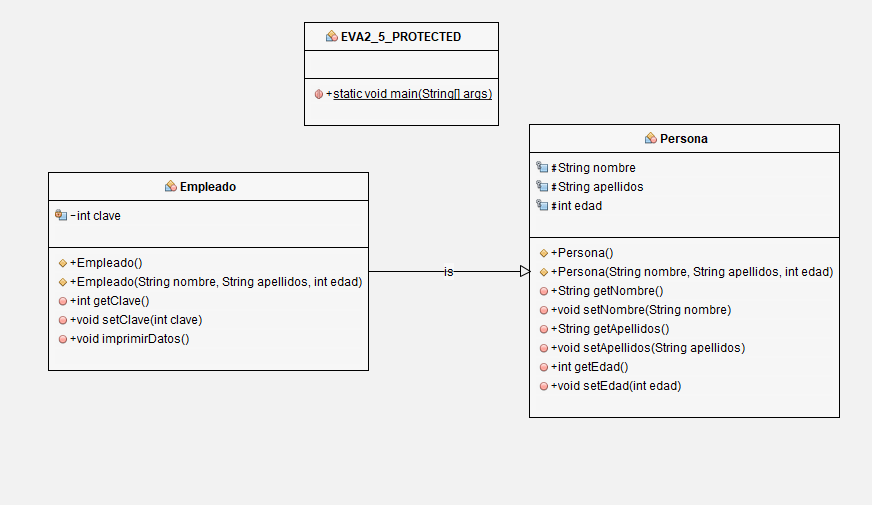 EVA2_5_PROTECTED
+static void main(String[] args)
Empleado
-int clave
+Empleado()
+Empleado(String nombre, String apellidos, int edad)
+int getClave()
+void setClave(int clave)
+void imprimirDatos()
is
Persona
#String nombre
#String apellidos
#int edad
+Persona()
+Persona(String nombre, String apellidos, int edad)
+String getNombre()
+void setNombre(String nombre)
+String getApellidos()
+void setApellidos(String apellidos)
+int getEdad()
+void setEdad(int edad)